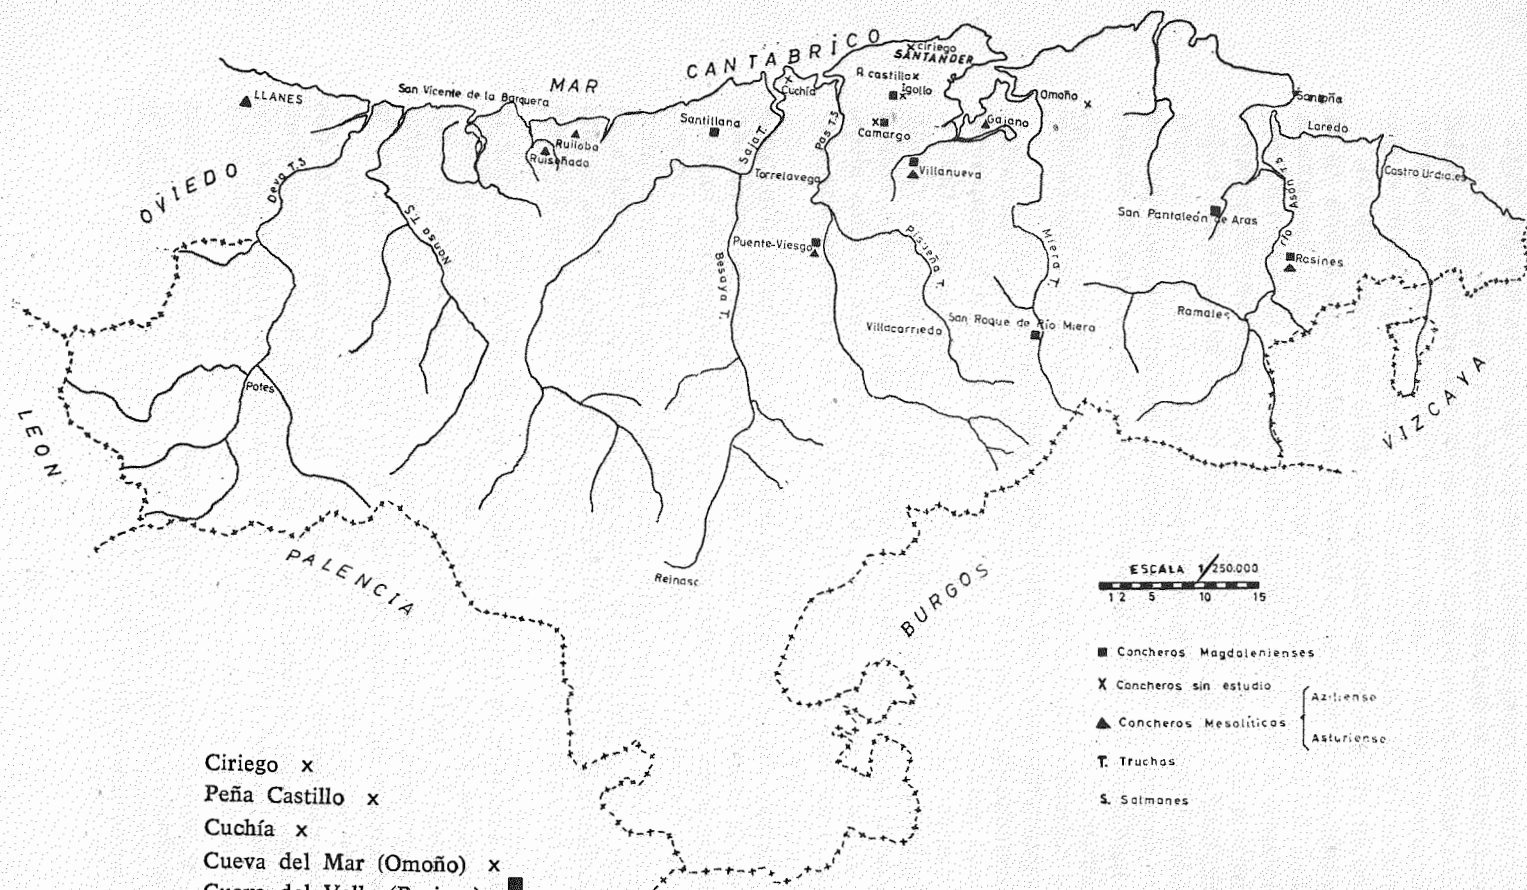 MAR CANTABRICO
LLANES
San Vicente de la Barquera
Ruiloba
Ruiseñada
Santillana
Saja T.
Cuchía
Pas T.S
ciriego
SANTANDER
P. castillo x
Igollo
Camargo
Gajano
Omoño
Villanueva
Santoña
Laredo
Castro Urdiales
OVIEDO
Deva T.S
Nansa T.S
Torrelavega
Puente-Viesgo
Besaya T.
Pisueña T.
Miera T.
San Pantaleón de Aras
río Asón T.S
Rasines
Ramales
Villacarriedo
San Roque de Río Miera
Potes
LEON
PALENCIA
Reinosa
BURGOS
VIZCAYA
ESCALA 1/250.000
1 2 5 10 15
■ Concheros Magdalenienses
X Concheros sin estudio
▲ Concheros Mesolíticos
Aziliense
Asturiense
T. Truchas
S. Salmones
Ciriego x
Peña Castillo x
Cuchía x
Cueva del Mar (Omoño) x